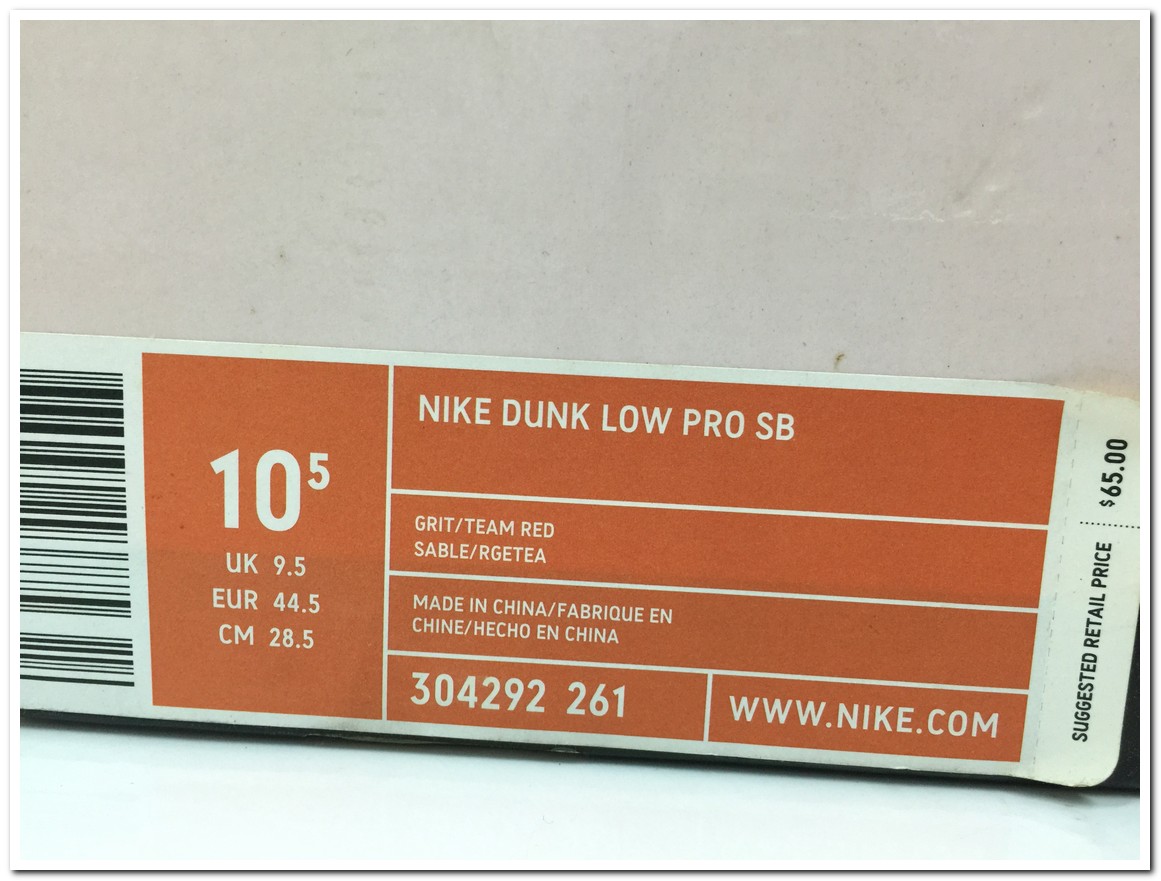 10⁵
UK 9.5
EUR 44.5
CM 28.5
NIKE DUNK LOW PRO SB
GRIT/TEAM RED
SABLE/RGETEA
MADE IN CHINA/FABRIQUE EN
CHINE/HECHO EN CHINA
304292 261
WWW.NIKE.COM
SUGGESTED RETAIL PRICE
$65.00